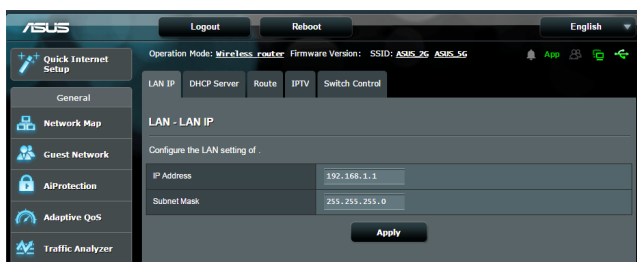 ASUS Logout Reboot English
Quick Internet Setup
Operation Mode: Wireless router Firmware Version: SSID: ASUS_2G ASUS_5G App
LAN IP DHCP Server Route IPTV Switch Control
General
Network Map
LAN - LAN IP
Guest Network
Configure the LAN setting of .
IP Address 192.168.1.1
AiProtection
Subnet Mask 255.255.255.0
Adaptive QoS
Apply
Traffic Analyzer